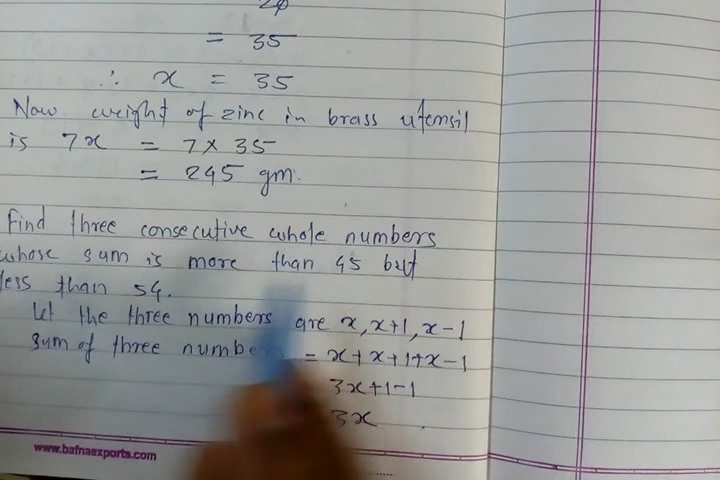 = 35
∴ x = 35
Now weight of zinc in brass utensil
is 7x = 7 × 35
= 245 gm.
Find three consecutive whole numbers
whose sum is more than 45 but
less than 54.
Let the three numbers are x, x+1, x-1
Sum of three = x+x+1+x-1
3x+1-1
3x
www.bafnaexports.com